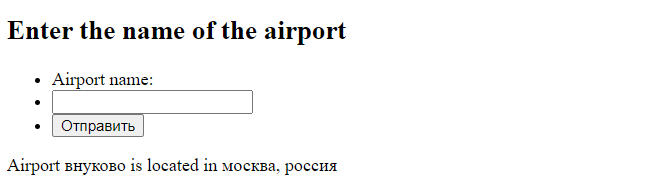 Enter the name of the airport
Airport name:
Отправить
Airport внуково is located in москва, россия